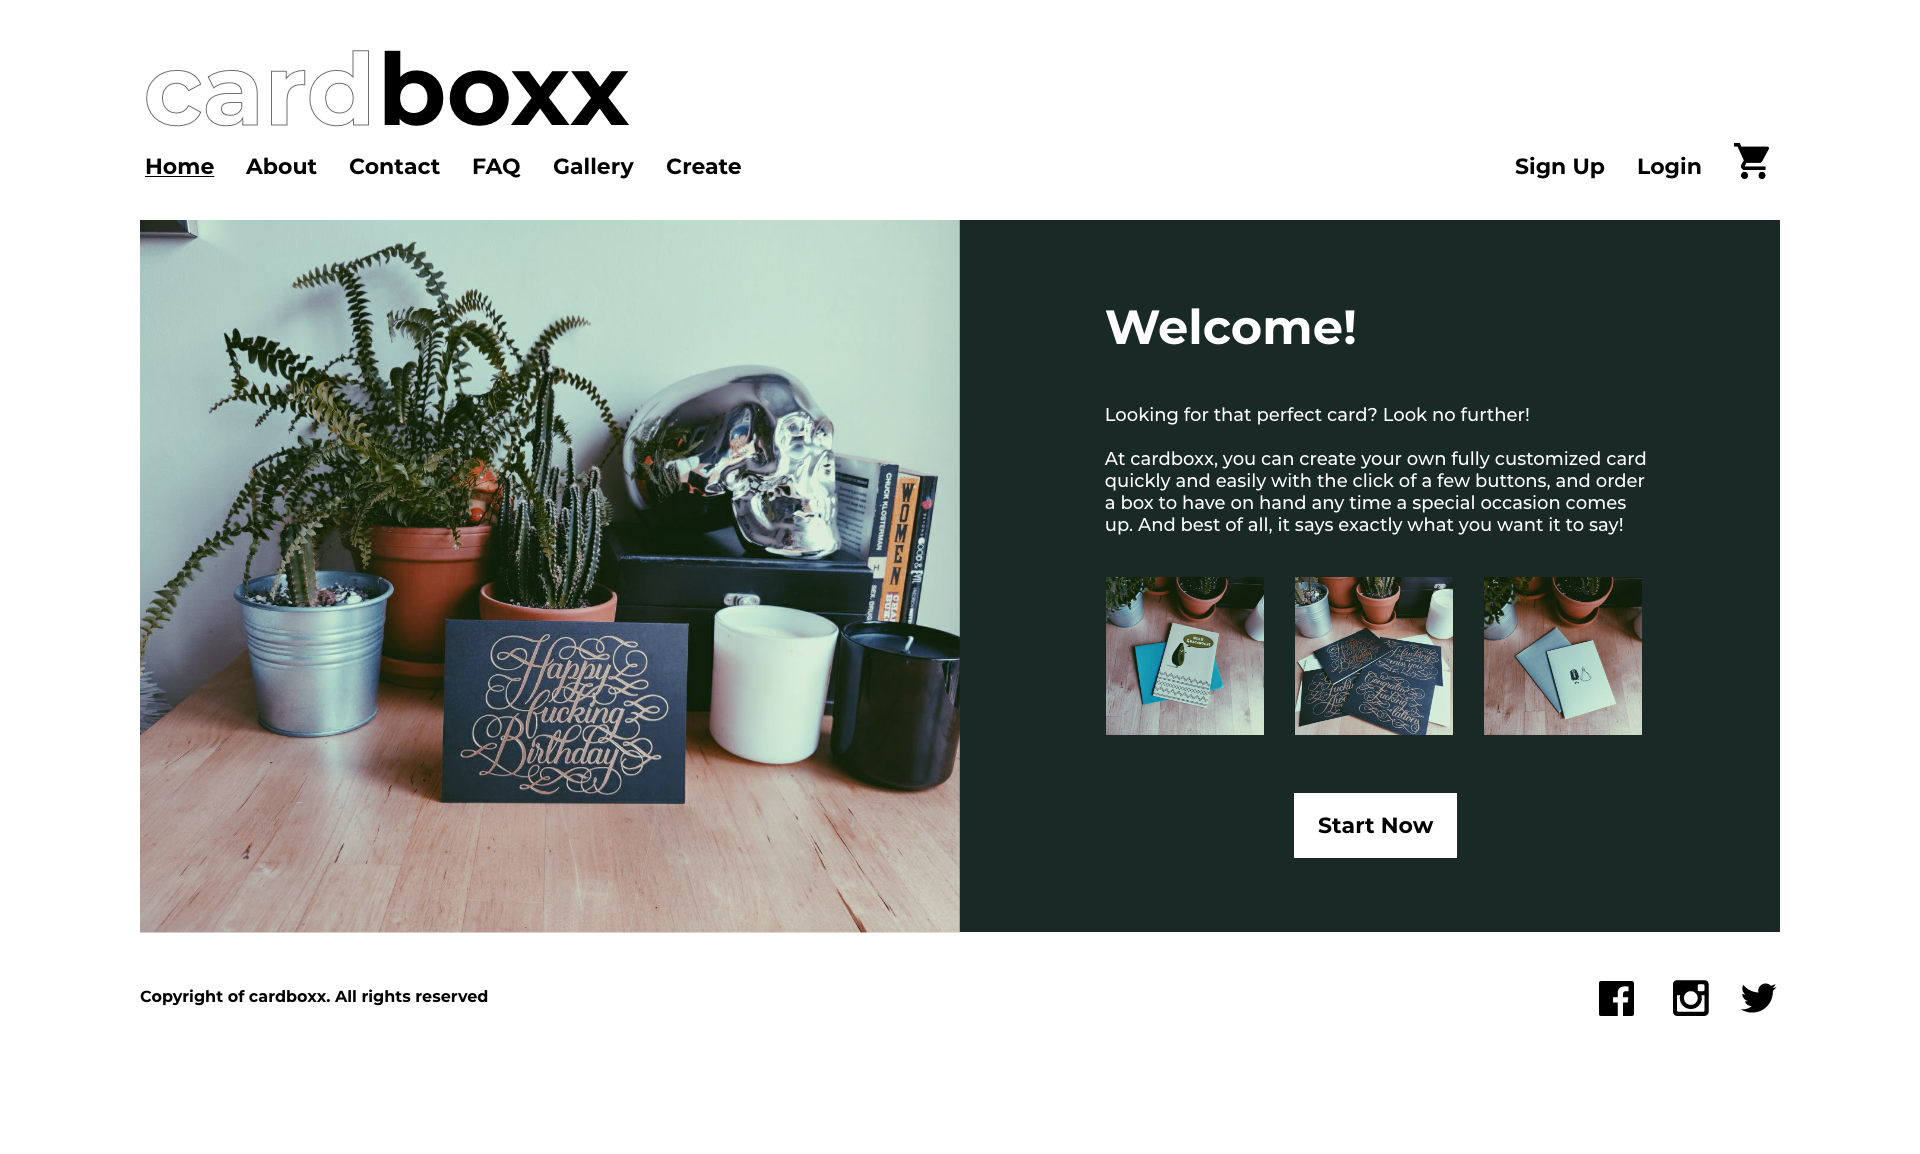 cardboxx
Home About Contact FAQ Gallery Create
Sign Up Login
Welcome!
Looking for that perfect card? Look no further!
At cardboxx, you can create your own fully customized card
quickly and easily with the click of a few buttons, and order
a box to have on hand any time a special occasion comes
up. And best of all, it says exactly what you want it to say!
CHUCK KLOSTERMAN
WOMEN
H
Happy
fucking
Birthday
Start Now
Copyright of cardboxx. All rights reserved